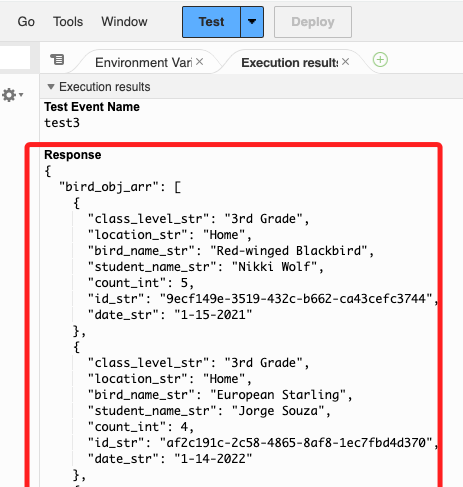 Go Tools Window Test Deploy
Environment Vari Execution results
Execution results
Test Event Name
test3
Response
{
"bird_obj_arr": [
{
"class_level_str": "3rd Grade",
"location_str": "Home",
"bird_name_str": "Red-winged Blackbird",
"student_name_str": "Nikki Wolf",
"count_int": 5,
"id_str": "9ecf149e-3519-432c-b662-ca43cefc3744",
"date_str": "1-15-2021"
},
{
"class_level_str": "3rd Grade",
"location_str": "Home",
"bird_name_str": "European Starling",
"student_name_str": "Jorge Souza",
"count_int": 4,
"id_str": "af2c191c-2c58-4865-8af8-1ec7fbd4d370",
"date_str": "1-14-2022"
},
{